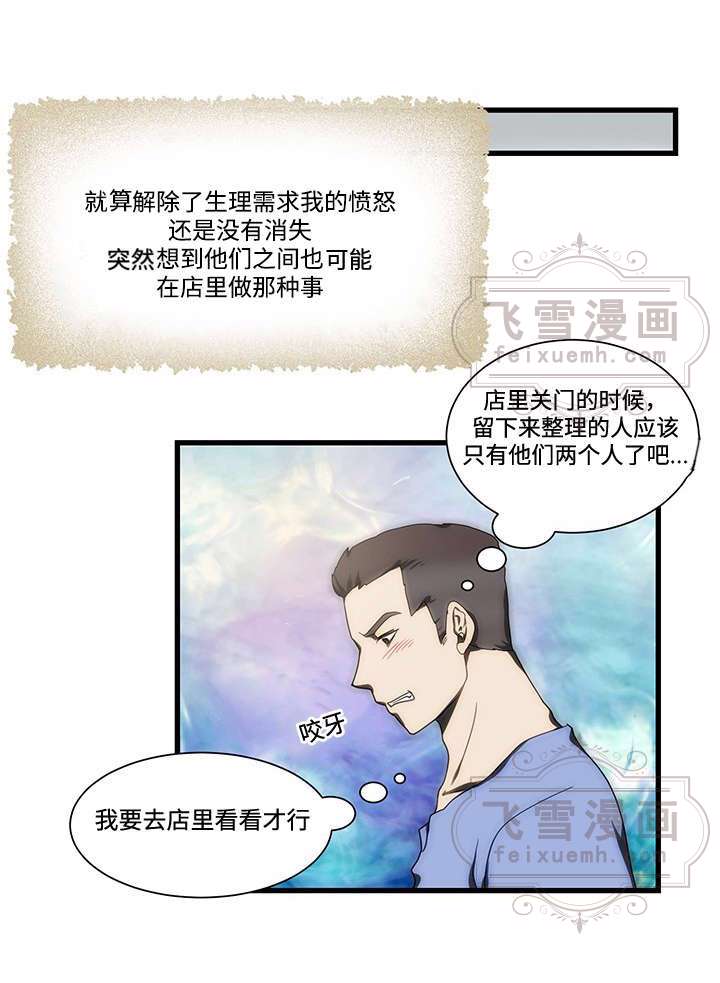 就算解除了生理需求我的愤怒
还是没有消失
突然想到他们之间也可能
在店里做那种事
飞雪漫画
feixuemh.com
店里关门的时候，
留下来整理的人应该
只有他们两个人了吧...
咬牙
我要去店里看看才行
飞雪漫画
feixuemh.com